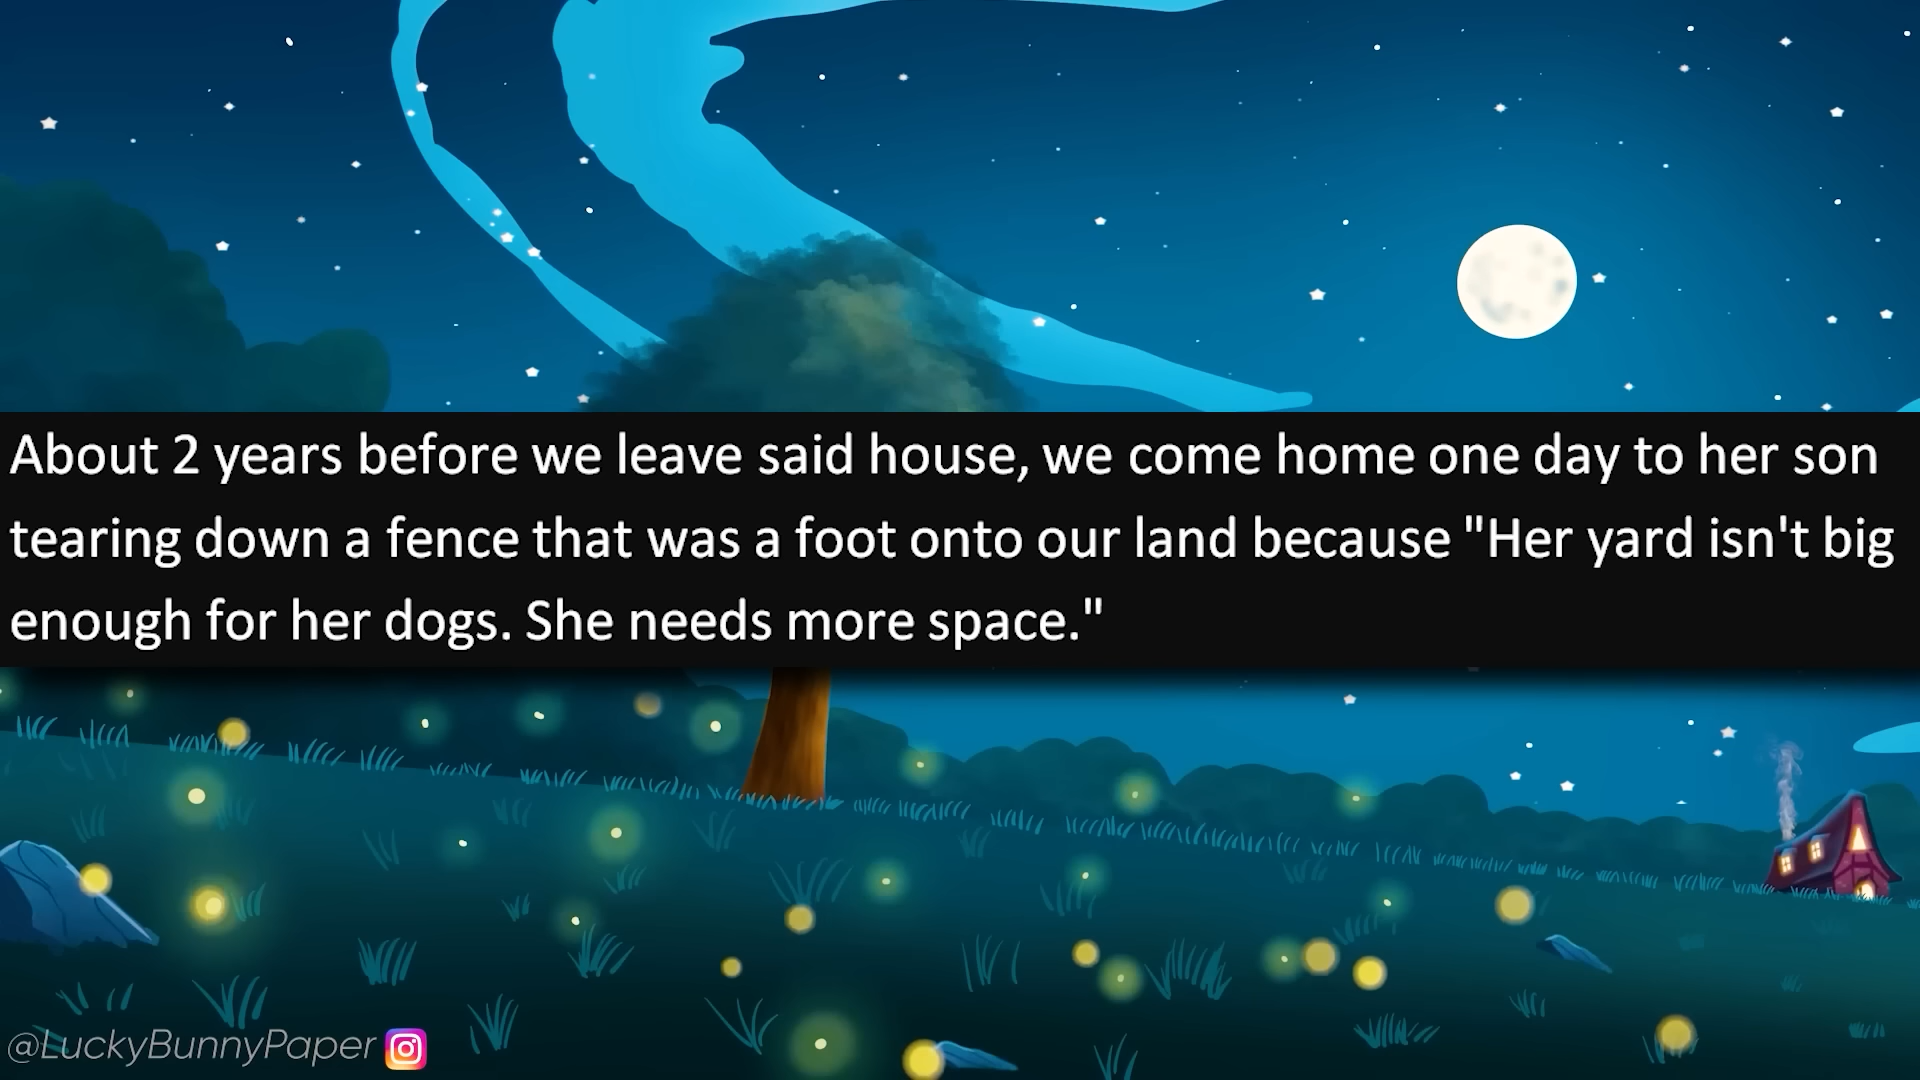 About 2 years before we leave said house, we come home one day to her son
tearing down a fence that was a foot onto our land because "Her yard isn't big
enough for her dogs. She needs more space."
@LuckyBunnyPaper